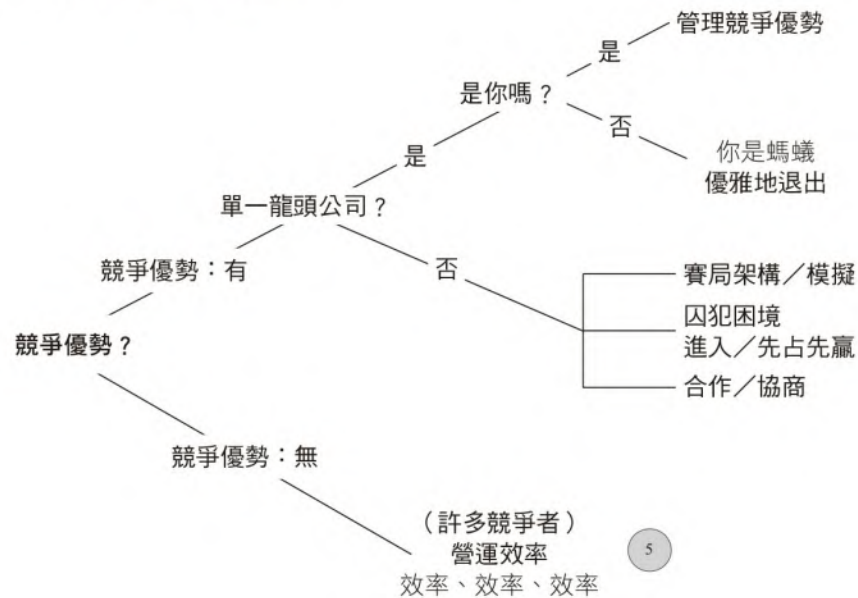 管理競爭優勢
是
是你嗎？
否
你是螞蟻
優雅地退出
是
單一龍頭公司？
否
競爭優勢：有
賽局架構／模擬
囚犯困境
進入／先占先贏
合作／協商
競爭優勢？
競爭優勢：無
（許多競爭者）
營運效率
5
效率、效率、效率